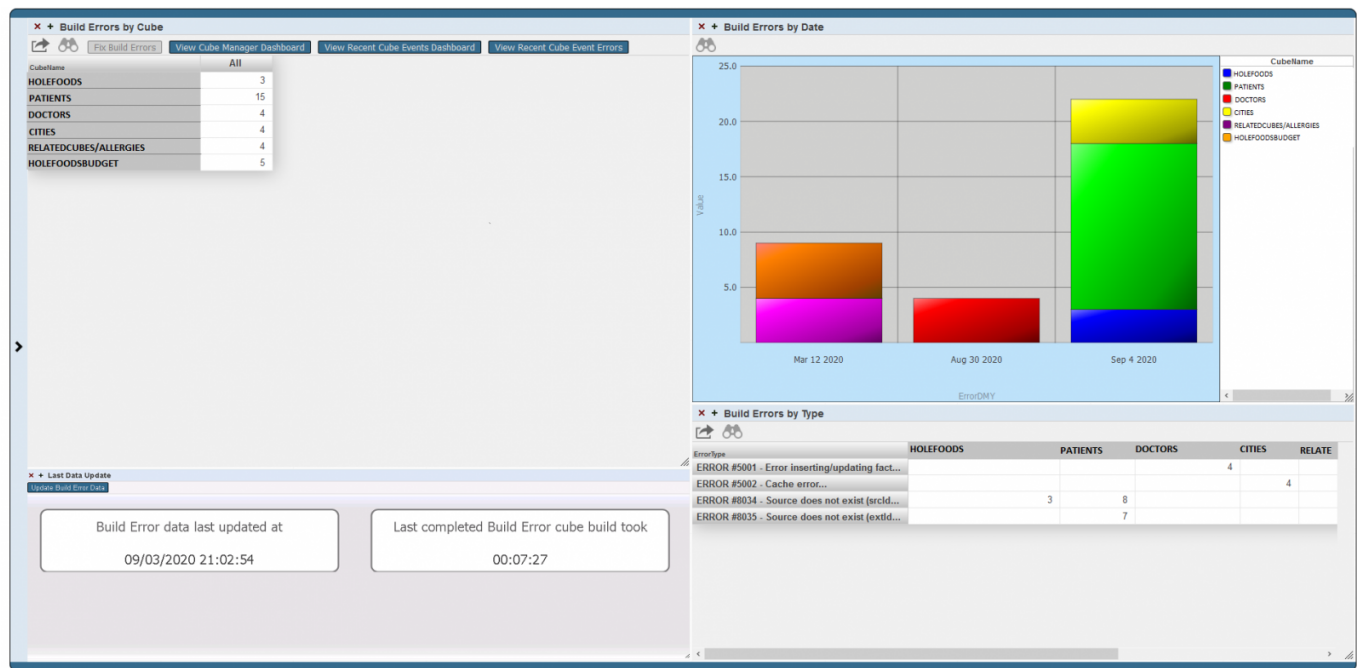 Build Errors by Cube
Fix Build Errors
View Cube Manager Dashboard
View Recent Cube Events Dashboard
View Recent Cube Event Errors
CubeName All
HOLEFOODS 3
PATIENTS 15
DOCTORS 4
CITIES 4
RELATEDCUBES/ALLERGIES 4
HOLEFOODSBUDGET 5
Last Data Update
Update Build Error Data
Build Error data last updated at
09/03/2020 21:02:54
Last completed Build Error cube build took
00:07:27
Build Errors by Date
25.0
20.0
15.0
10.0
5.0
Value
Mar 12 2020
Aug 30 2020
Sep 4 2020
ErrorDMY
CubeName
HOLEFOODS
PATIENTS
DOCTORS
CITIES
RELATEDCUBES/ALLERGIES
HOLEFOODSBUDGET
Build Errors by Type
ErrorType HOLEFOODS PATIENTS DOCTORS CITIES RELATE
ERROR #5001 - Error inserting/updating fact... 4
ERROR #5002 - Cache error... 4
ERROR #8034 - Source does not exist (srcId... 3 8
ERROR #8035 - Source does not exist (extId... 7